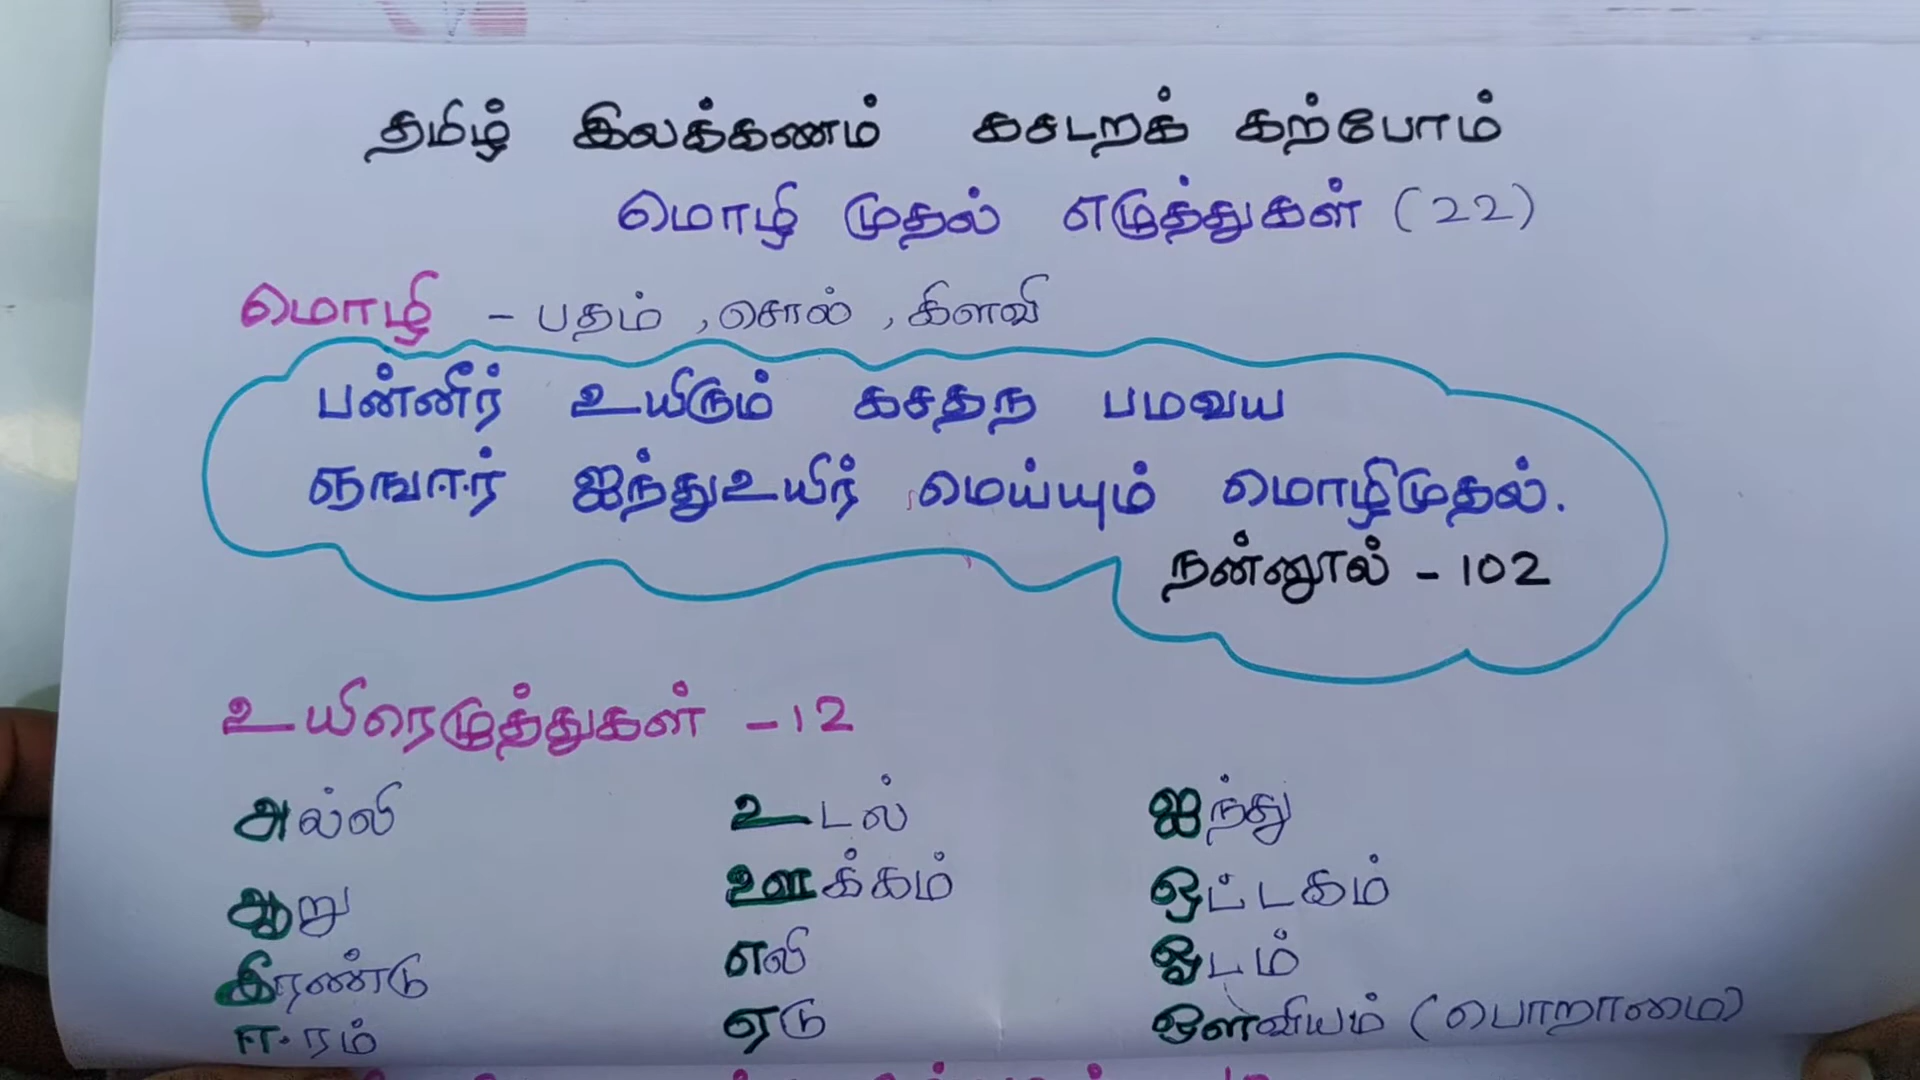 தமிழ் இலக்கணம் கசடறக் கற்போம்
மொழி முதல் எழுத்துகள் (22)
மொழி - பதம் , சொல் , கிளவி
பன்னீர் உயிரும் கசதந பமவய
ஞஙஈர் ஐந்துஉயிர் மெய்யும் மொழிமுதல்.
நன்னூல் - 102
உயிரெழுத்துகள் - 12
அல்லி உடல் ஐந்து
ஆறு ஊக்கம் ஒட்டகம்
இரண்டு எலி ஓடம்
ஈரம் ஏடு ஔவியம் (பொறாமை)